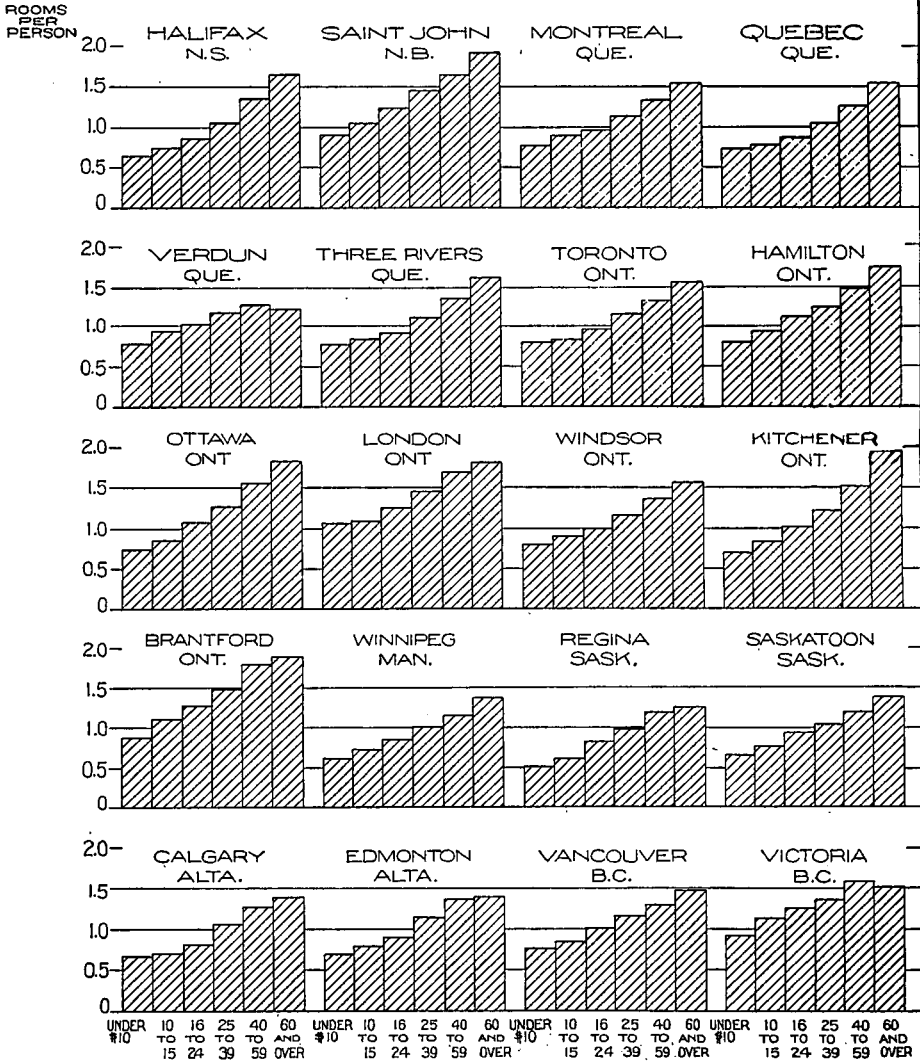 ROOMS
PER
PERSON
HALIFAX
N.S.
SAINT JOHN
N.B.
MONTREAL
QUE.
QUEBEC
QUE.
2.0
1.5
1.0
0.5
0
VERDUN
QUE.
THREE RIVERS
QUE.
TORONTO
ONT.
HAMILTON
ONT.
2.0
1.5
1.0
0.5
0
OTTAWA
ONT
LONDON
ONT
WINDSOR
ONT.
KITCHENER
ONT.
2.0
1.5
1.0
0.5
0
BRANTFORD
ONT.
WINNIPEG
MAN.
REGINA
SASK.
SASKATOON
SASK.
2.0
1.5
1.0
0.5
0
CALGARY
ALTA.
EDMONTON
ALTA.
VANCOUVER
B.C.
VICTORIA
B.C.
2.0
1.5
1.0
0.5
0
UNDER 10 16 25 40 60 UNDER 10 16 25 40 60 UNDER 10 16 25 40 60 UNDER 10 16 25 40 60
#10 TO TO TO TO AND #10 TO TO TO TO AND #10 TO TO TO TO AND #10 TO TO TO TO AND
15 24 39 59 OVER 15 24 39 59 OVER 15 24 39 59 OVER 15 24 39 59 OVER